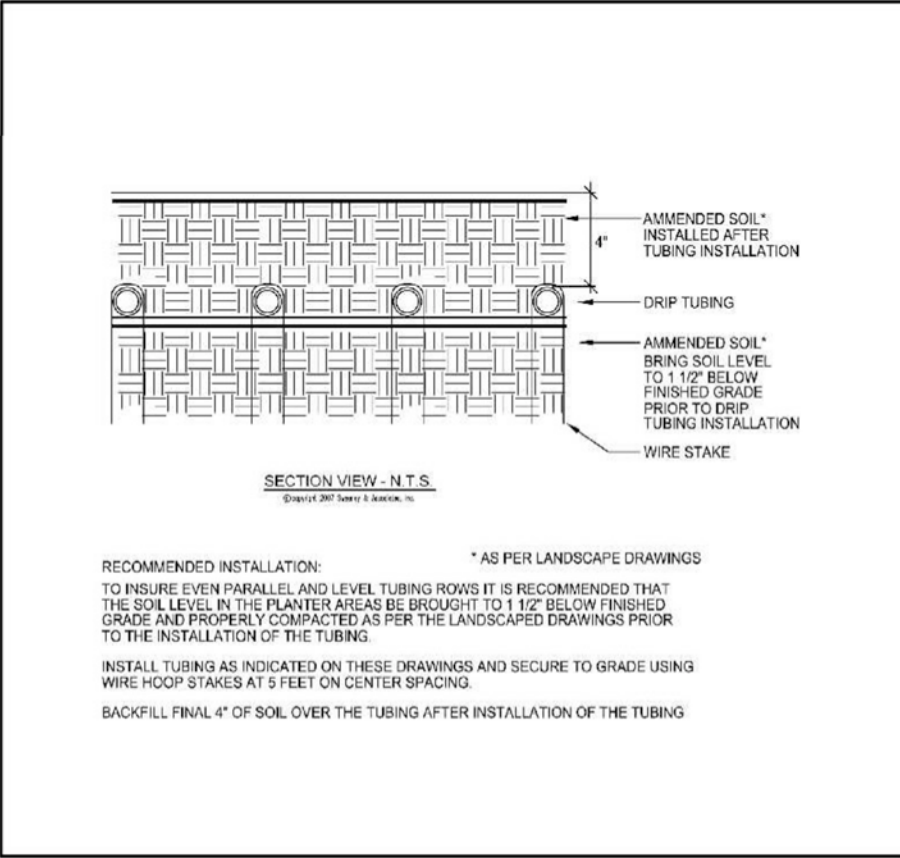 AMMENDED SOIL*
INSTALLED AFTER
TUBING INSTALLATION
4"
DRIP TUBING
AMMENDED SOIL*
BRING SOIL LEVEL
TO 1 1/2" BELOW
FINISHED GRADE
PRIOR TO DRIP
TUBING INSTALLATION
WIRE STAKE
SECTION VIEW - N.T.S.
©Copyright 2007 & Associates, Inc.
* AS PER LANDSCAPE DRAWINGS
RECOMMENDED INSTALLATION:
TO INSURE EVEN PARALLEL AND LEVEL TUBING ROWS IT IS RECOMMENDED THAT
THE SOIL LEVEL IN THE PLANTER AREAS BE BROUGHT TO 1 1/2" BELOW FINISHED
GRADE AND PROPERLY COMPACTED AS PER THE LANDSCAPED DRAWINGS PRIOR
TO THE INSTALLATION OF THE TUBING.
INSTALL TUBING AS INDICATED ON THESE DRAWINGS AND SECURE TO GRADE USING
WIRE HOOP STAKES AT 5 FEET ON CENTER SPACING.
BACKFILL FINAL 4" OF SOIL OVER THE TUBING AFTER INSTALLATION OF THE TUBING